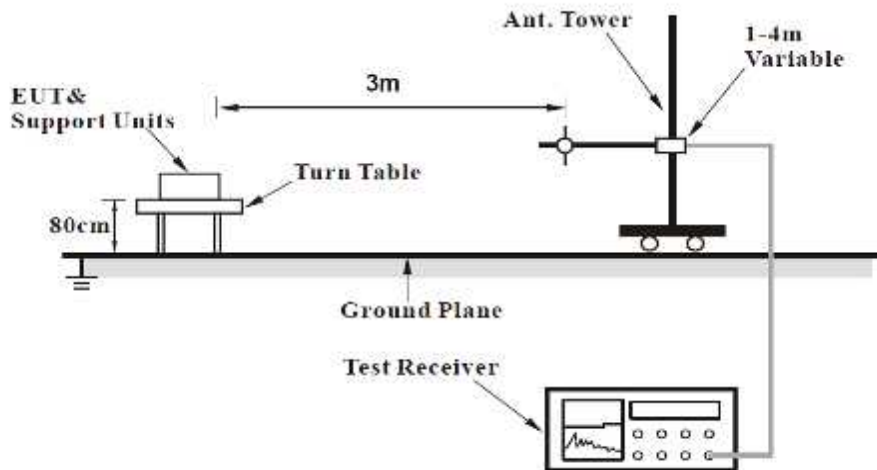 Ant. Tower
1-4m
Variable
3m
EUT&
Support Units
Turn Table
80cm
Ground Plane
Test Receiver